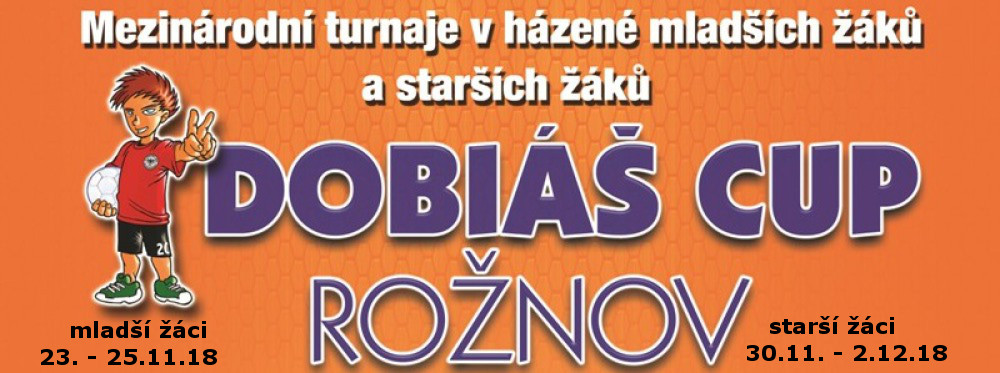 Mezinárodní turnaje v házené mladších žáků
a starších žáků
DOBIÁŠ CUP
ROŽNOV
mladší žáci
23. - 25.11.18
starší žáci
30.11. - 2.12.18